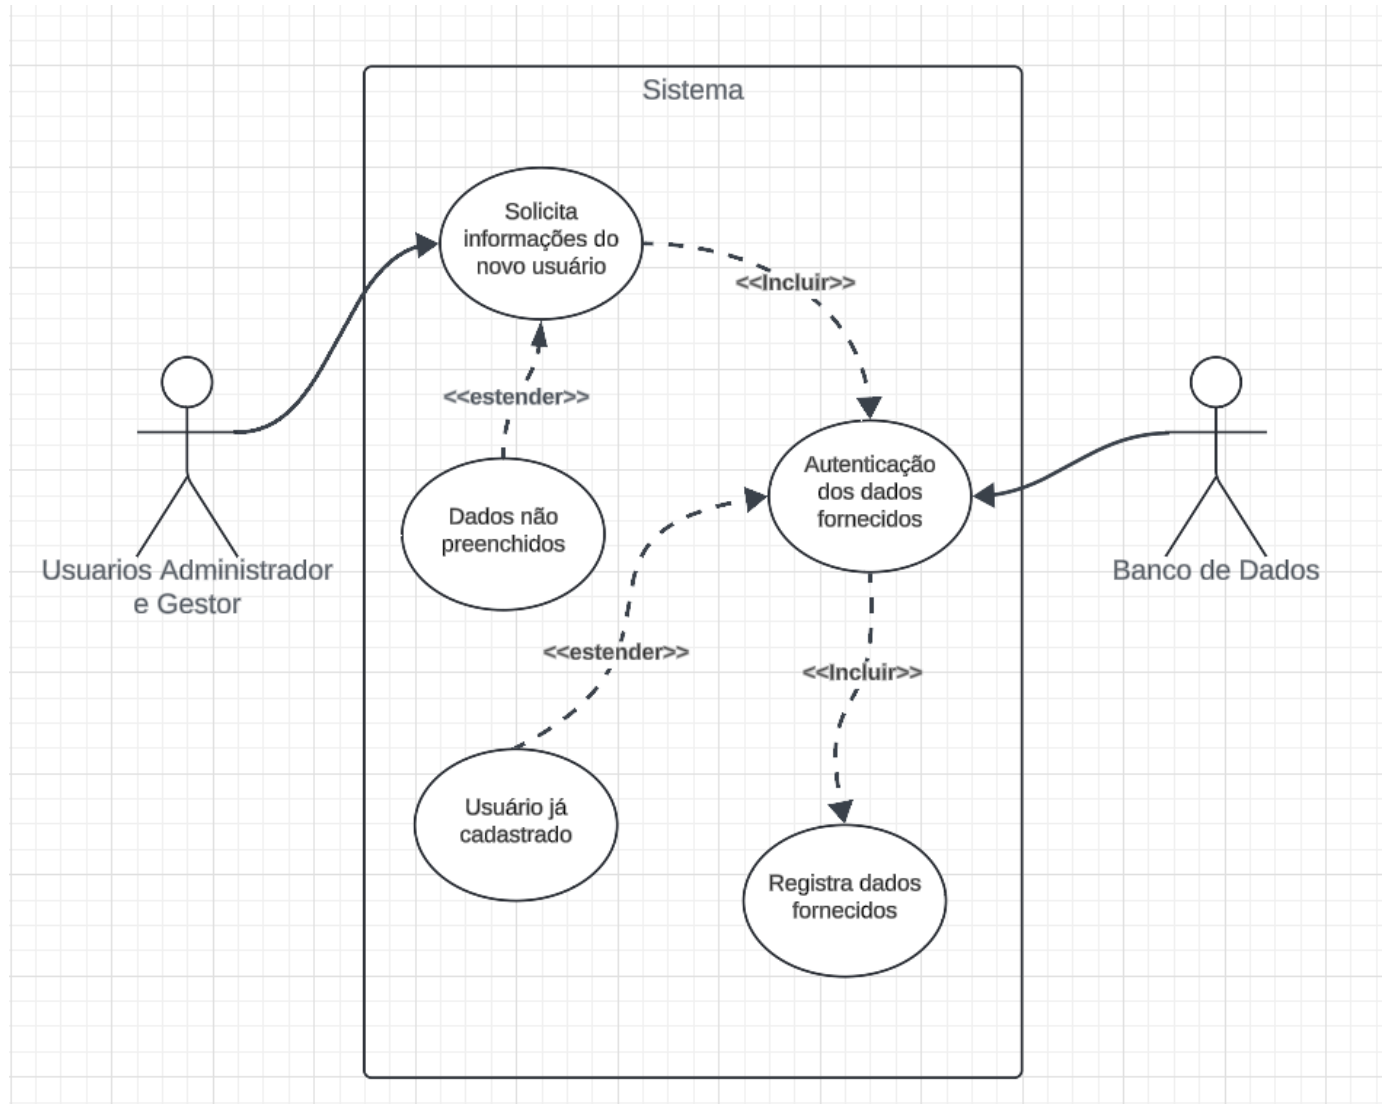 Sistema
Solicita
informações do
novo usuário
<<Incluir>>
<<estender>>
Autenticação
dos dados
fornecidos
Dados não
preenchidos
Usuarios Administrador
e Gestor
Banco de Dados
<<estender>>
<<Incluir>>
Usuário já
cadastrado
Registra dados
fornecidos